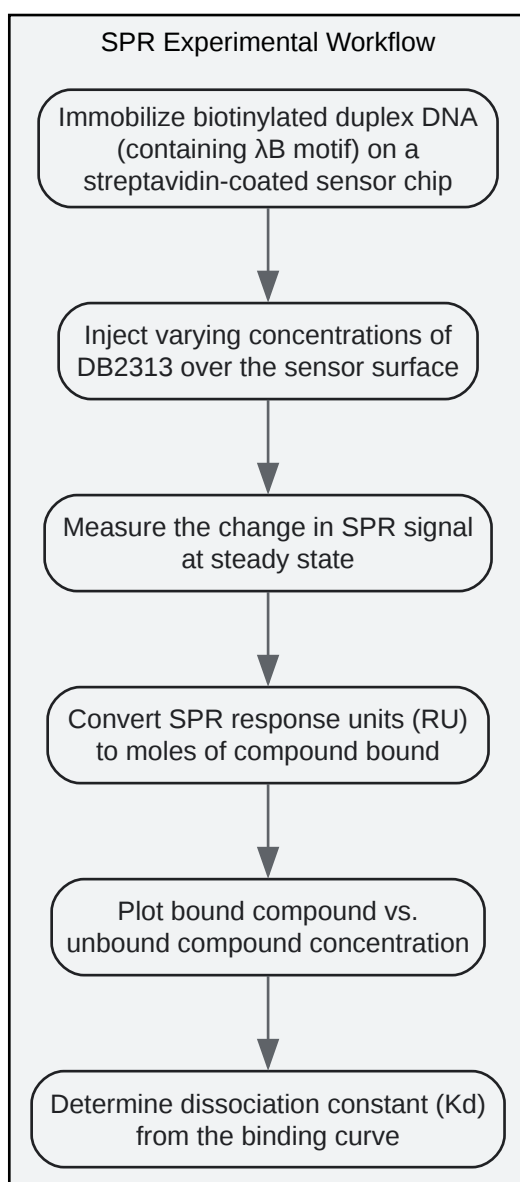 SPR Experimental Workflow
Immobilize biotinylated duplex DNA
(containing λB motif) on a
streptavidin-coated sensor chip
Inject varying concentrations of
DB2313 over the sensor surface
Measure the change in SPR signal
at steady state
Convert SPR response units (RU)
to moles of compound bound
Plot bound compound vs.
unbound compound concentration
Determine dissociation constant (Kd)
from the binding curve